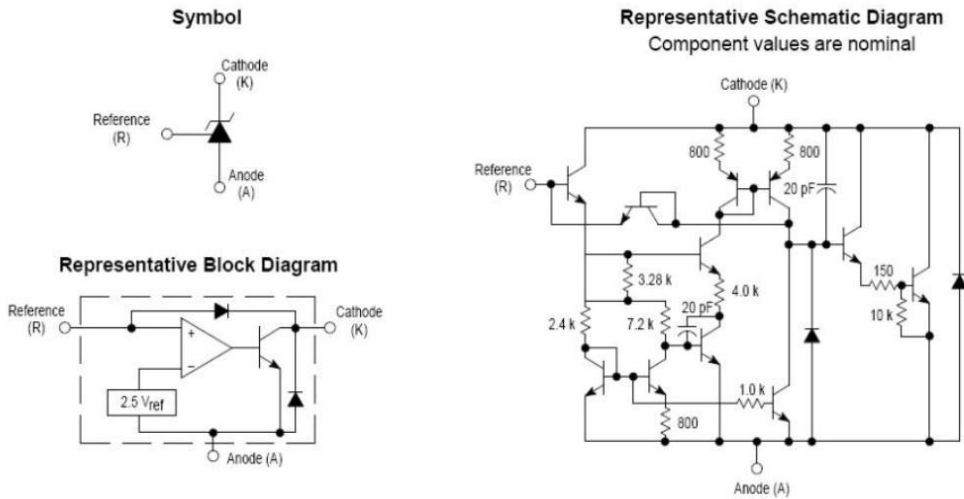 Symbol
Cathode
(K)
Reference
(R)
Anode
(A)
Representative Block Diagram
Reference
(R)
Cathode
(K)
+
–
2.5 Vref
Anode (A)
Representative Schematic Diagram
Component values are nominal
Cathode (K)
800
800
Reference
(R)
20 pF
3.28 k
150
4.0 k
20 pF
2.4 k
7.2 k
10 k
1.0 k
800
Anode (A)